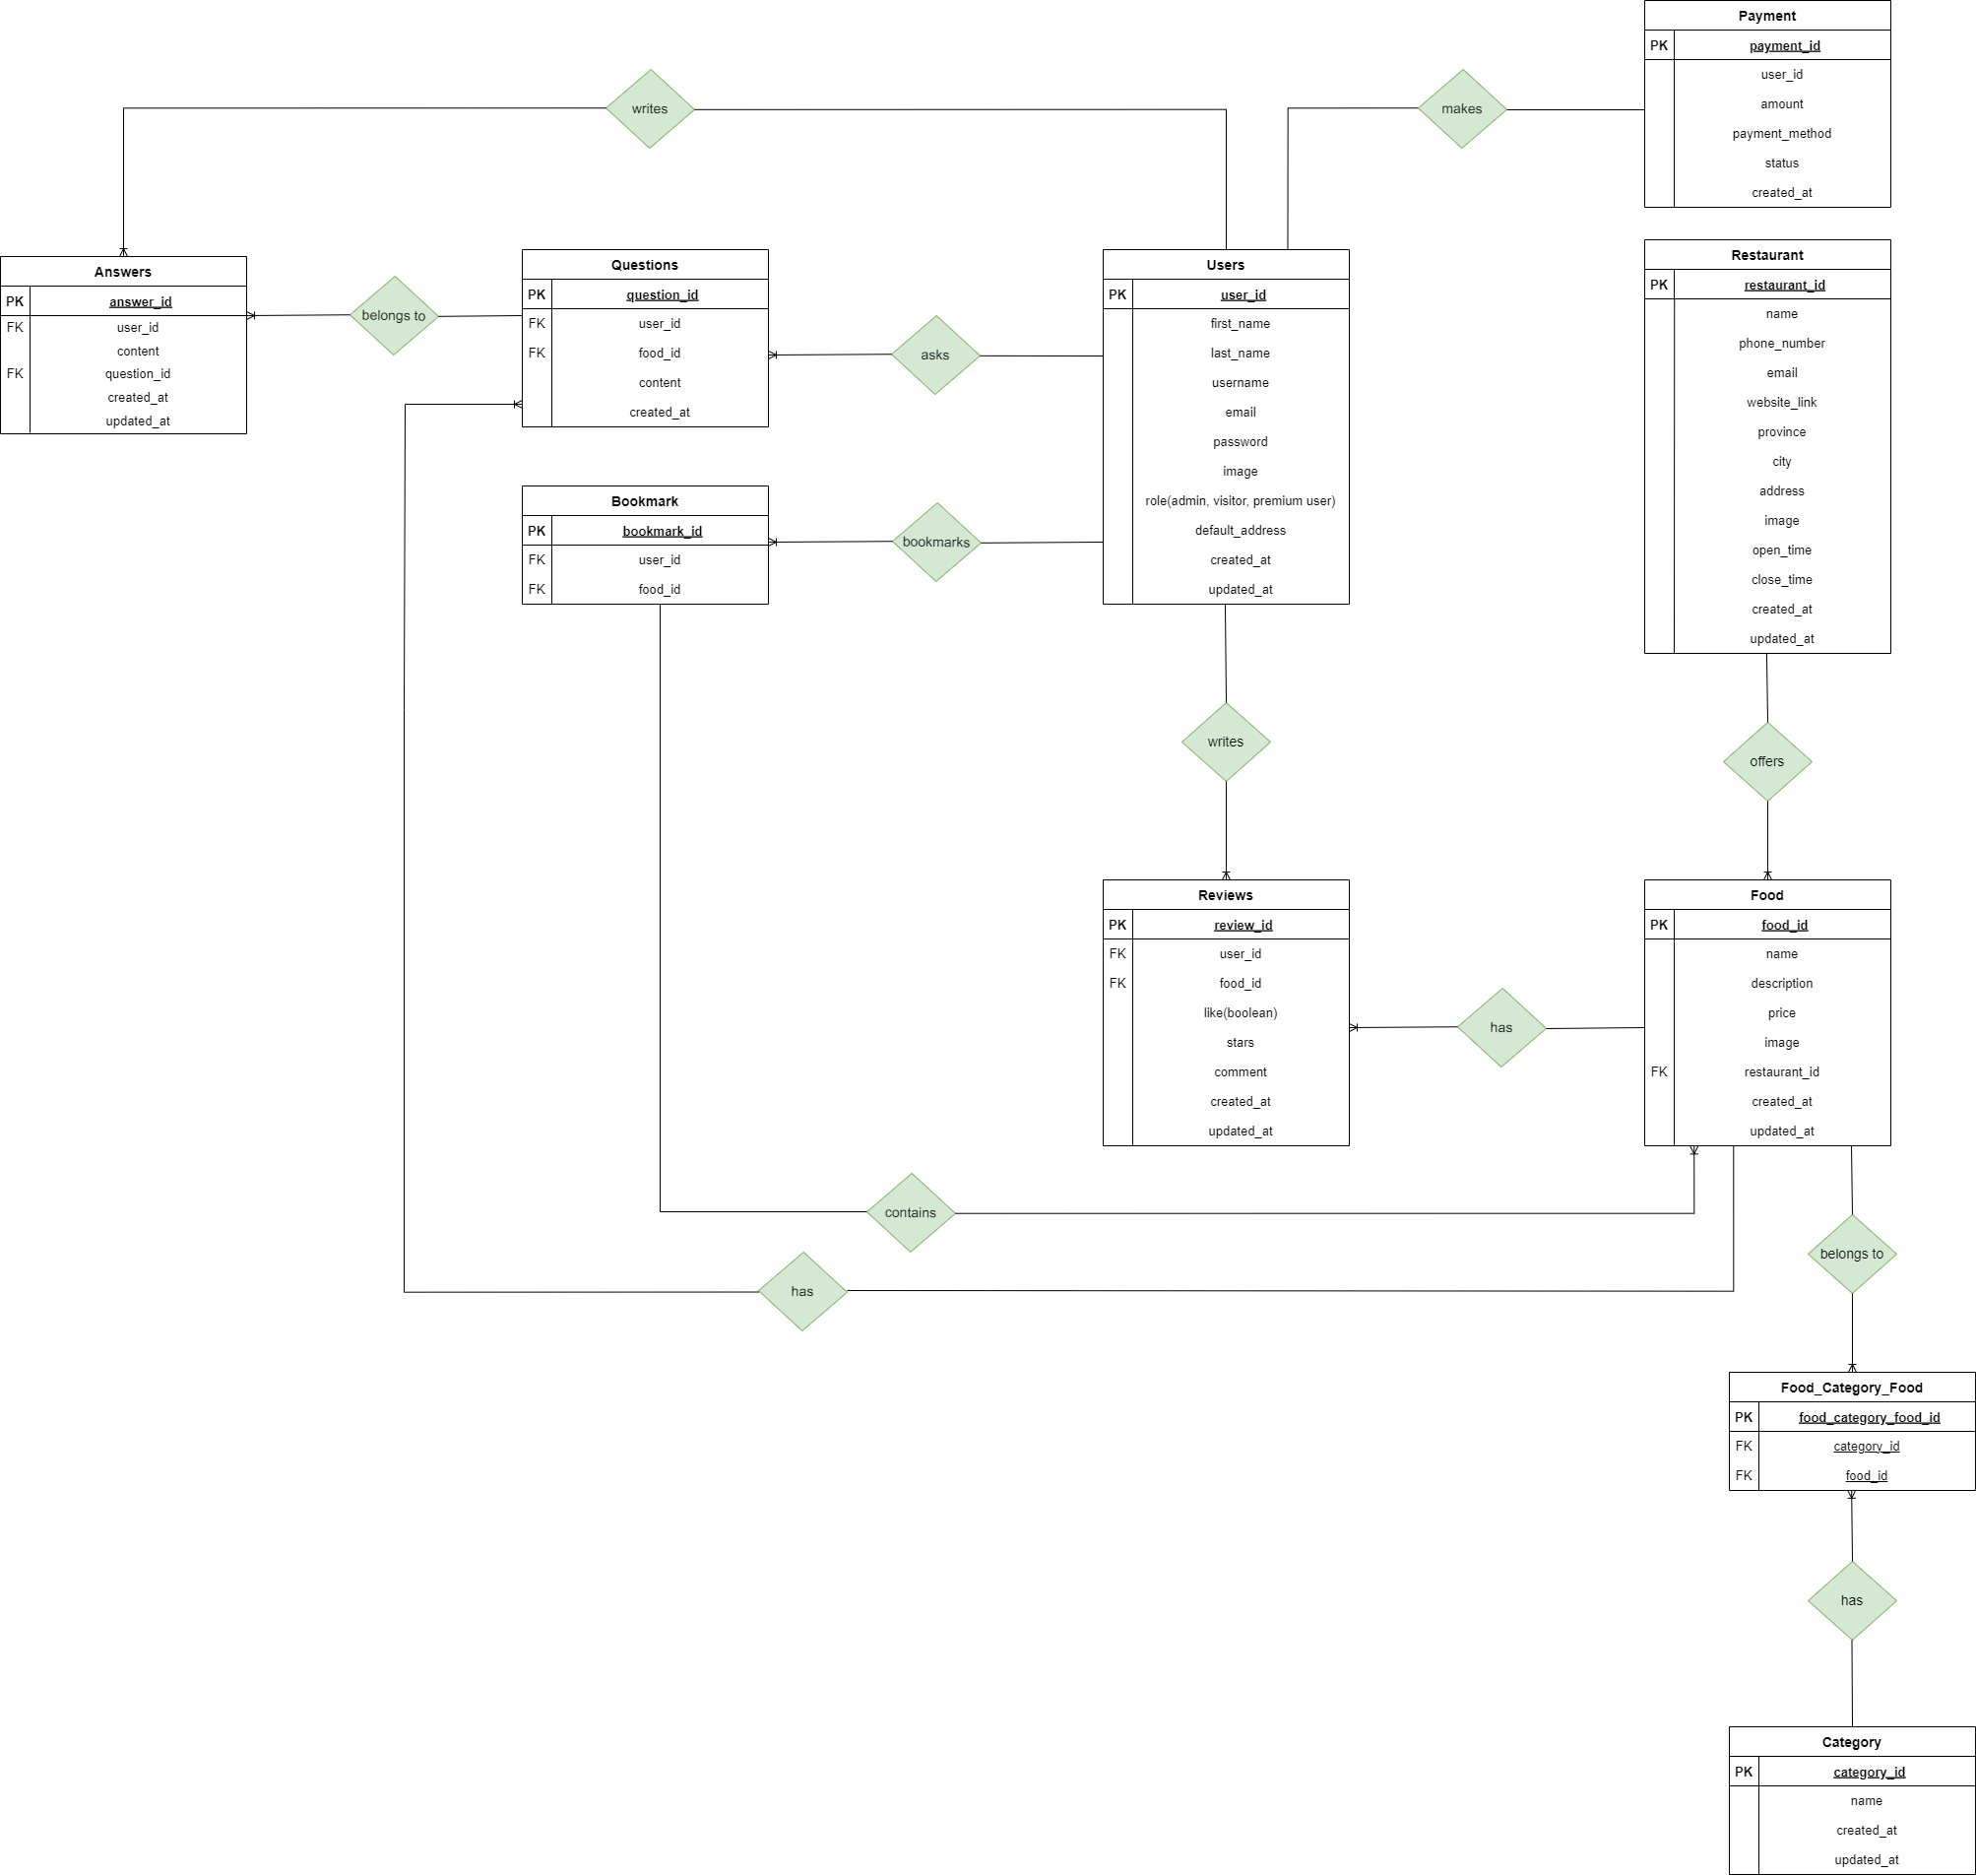 Payment
PK payment_id
user_id
amount
payment_method
status
created_at
writes
makes
Answers
PK answer_id
FK user_id
content
FK question_id
created_at
updated_at
belongs to
Questions
PK question_id
FK user_id
FK food_id
content
created_at
asks
Users
PK user_id
first_name
last_name
username
email
password
image
role(admin, visitor, premium user)
default_address
created_at
updated_at
Restaurant
PK restaurant_id
name
phone_number
email
website_link
province
city
address
image
open_time
close_time
created_at
updated_at
Bookmark
PK bookmark_id
FK user_id
FK food_id
bookmarks
writes
offers
Reviews
PK review_id
FK user_id
FK food_id
like(boolean)
stars
comment
created_at
updated_at
has
Food
PK food_id
name
description
price
image
FK restaurant_id
created_at
updated_at
contains
has
belongs to
Food_Category_Food
PK food_category_food_id
FK category_id
FK food_id
has
Category
PK category_id
name
created_at
updated_at